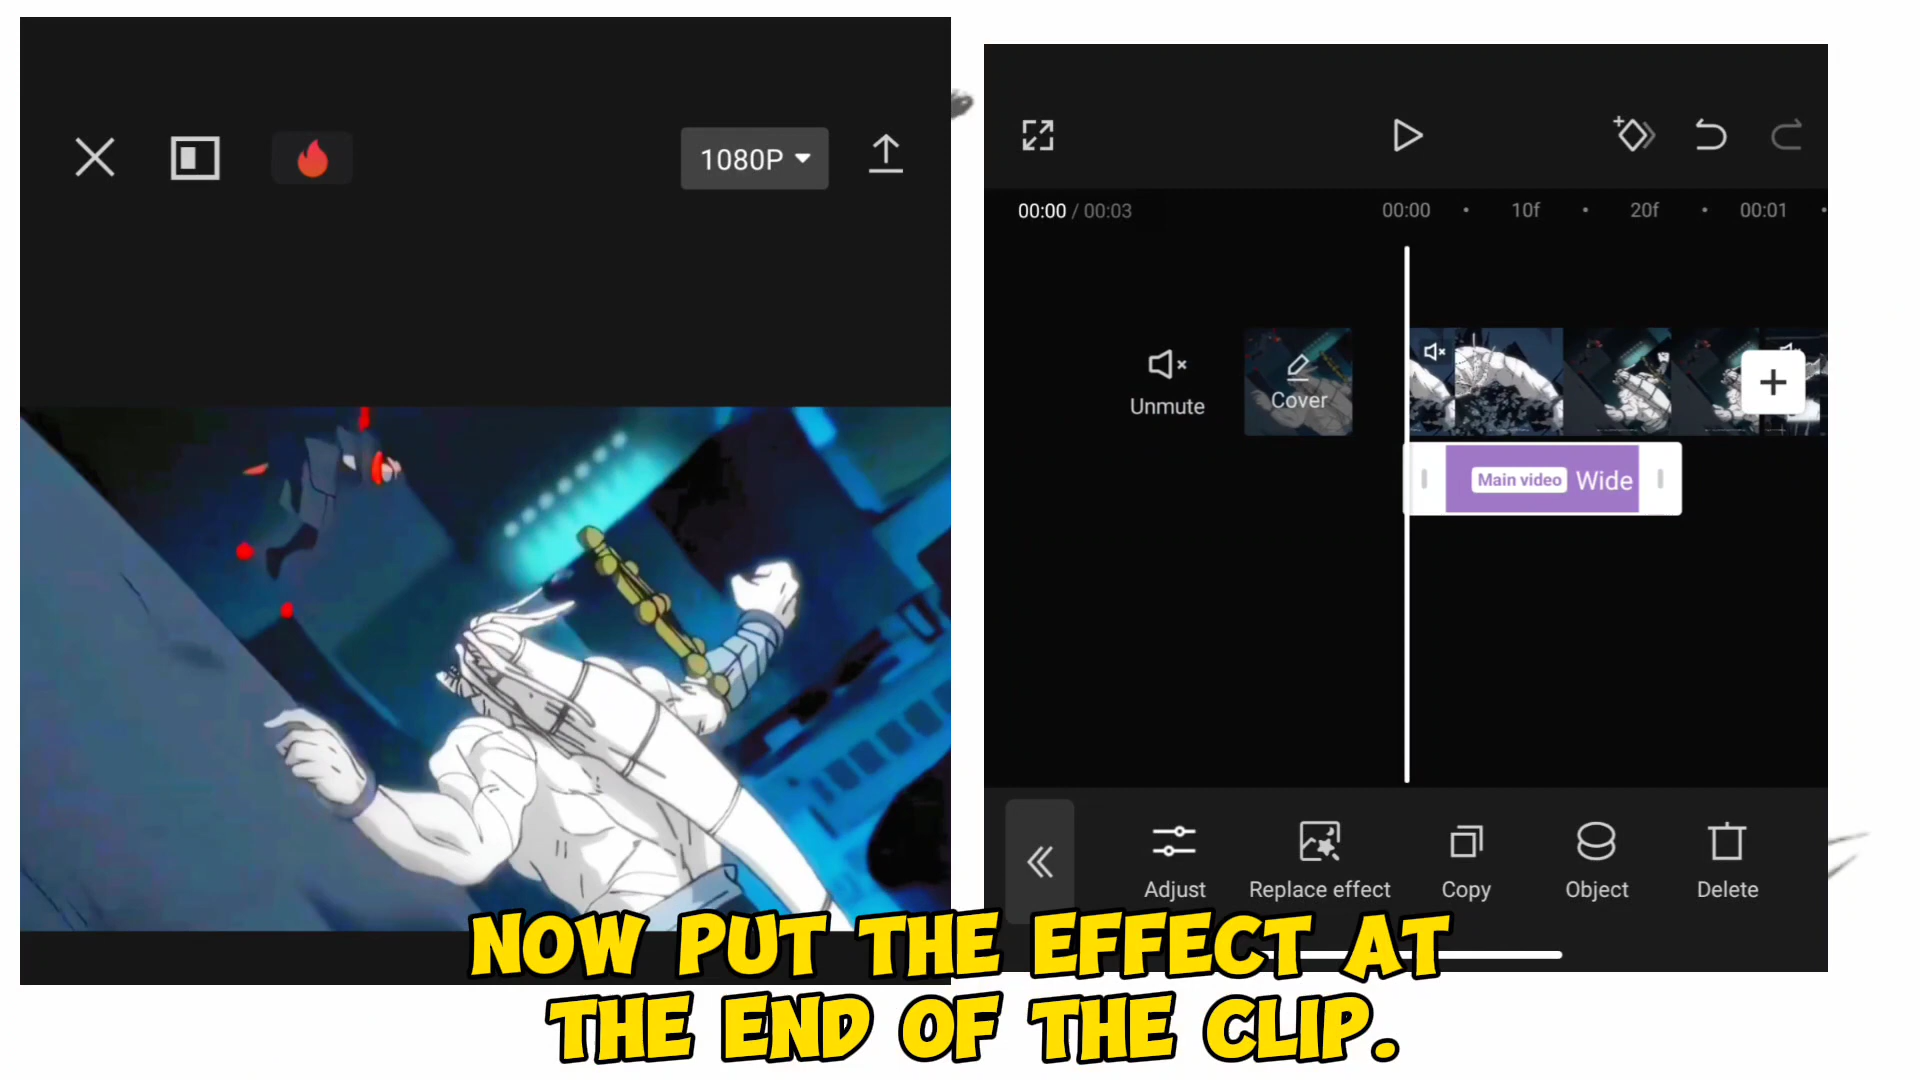 1080P
00:00 / 00:03
00:00 10f 20f 00:01
Unmute
Cover
Main video Wide
Adjust
Replace effect
Copy
Object
Delete
NOW PUT THE EFFECT AT
THE END OF THE CLIP.